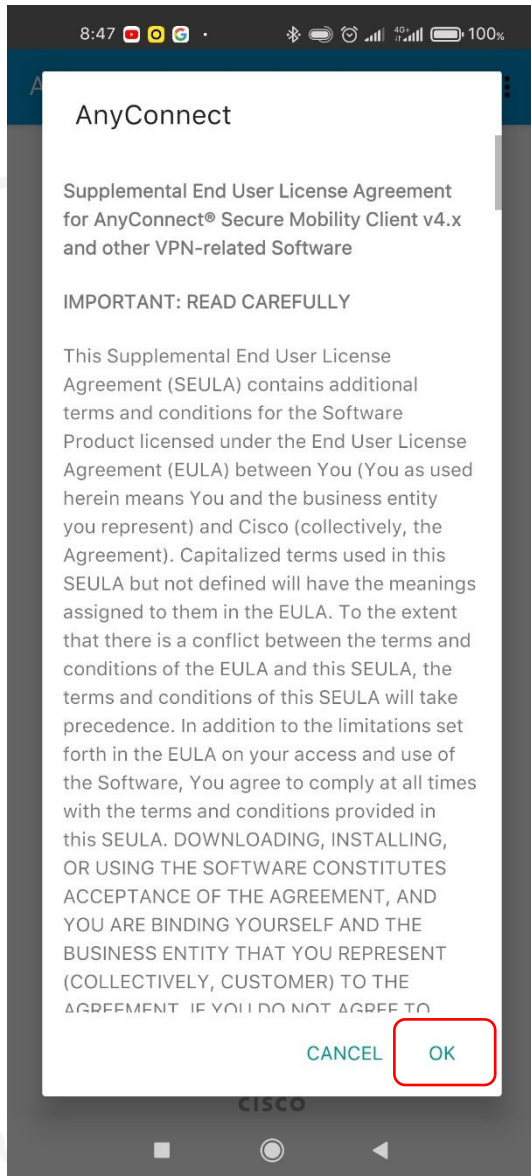 8:47
4G+
100%
A
AnyConnect
Supplemental End User License Agreement
for AnyConnect® Secure Mobility Client v4.x
and other VPN-related Software
IMPORTANT: READ CAREFULLY
This Supplemental End User License
Agreement (SEULA) contains additional
terms and conditions for the Software
Product licensed under the End User License
Agreement (EULA) between You (You as used
herein means You and the business entity
you represent) and Cisco (collectively, the
Agreement). Capitalized terms used in this
SEULA but not defined will have the meanings
assigned to them in the EULA. To the extent
that there is a conflict between the terms and
conditions of the EULA and this SEULA, the
terms and conditions of this SEULA will take
precedence. In addition to the limitations set
forth in the EULA on your access and use of
the Software, You agree to comply at all times
with the terms and conditions provided in
this SEULA. DOWNLOADING, INSTALLING,
OR USING THE SOFTWARE CONSTITUTES
ACCEPTANCE OF THE AGREEMENT, AND
YOU ARE BINDING YOURSELF AND THE
BUSINESS ENTITY THAT YOU REPRESENT
(COLLECTIVELY, CUSTOMER) TO THE
AGREEMENT. IF YOU DO NOT AGREE TO
CANCEL OK
CISCO